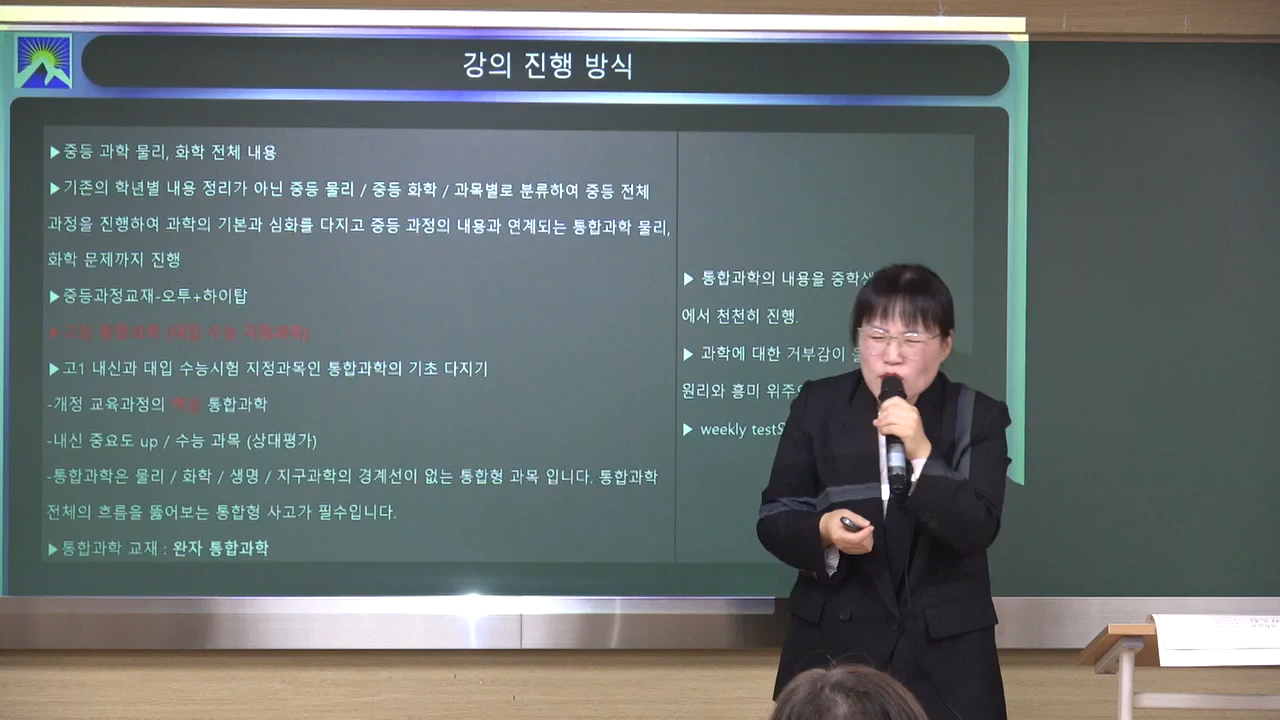 강의 진행 방식
▶중등 과학 물리, 화학 전체 내용
▶기존의 학년별 내용 정리가 아닌 중등 물리 / 중등 화학 / 과목별로 분류하여 중등 전체
과정을 진행하여 과학의 기본과 심화를 다지고 중등 과정의 내용과 연계되는 통합과학 물리,
화학 문제까지 진행
▶중등과정교재-오투+하이탑
▶고1 내신과 대입 수능시험 지정과목인 통합과학의 기초 다지기
-개정 교육과정의 핵심 통합과학
-내신 중요도 up / 수능 과목 (상대평가)
-통합과학은 물리 / 화학 / 생명 / 지구과학의 경계선이 없는 통합형 과목 입니다. 통합과학
전체의 흐름을 뚫어보는 통합형 사고가 필수입니다.
▶통합과학 교재 : 완자 통합과학
▶ 통합과학의 내용을 중학생
에서 천천히 진행.
▶ 과학에 대한 거부감이
원리와 흥미 위주
▶ weekly test